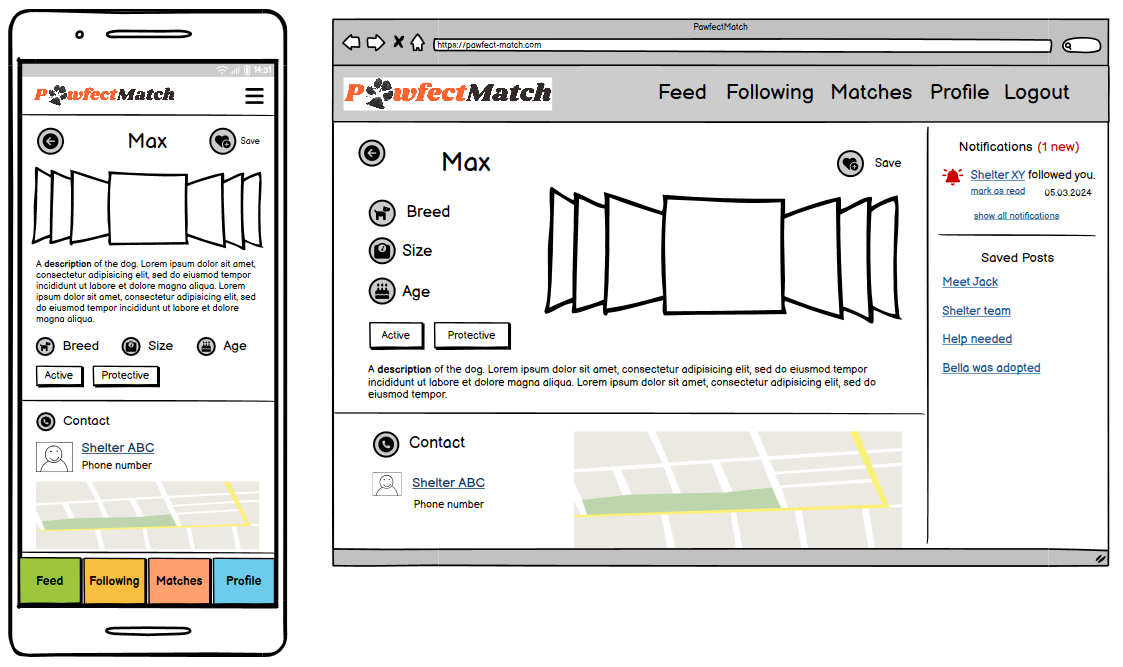 14:31
PawfectMatch
Max
Save
A description of the dog. Lorem ipsum dolor sit amet,
consectetur adipisicing elit, sed do eiusmod tempor
incididunt ut labore et dolore magna aliqua. Lorem
ipsum dolor sit amet, consectetur adipisicing elit, sed
do eiusmod tempor incididunt ut labore et dolore
magna aliqua.
Breed Size Age
Active Protective
Contact
Shelter ABC
Phone number
Feed Following Matches Profile
PawfectMatch
https://pawfect-match.com
PawfectMatch Feed Following Matches Profile Logout
Max
Save
Breed
Size
Age
Active Protective
A description of the dog. Lorem ipsum dolor sit amet, consectetur adipisicing elit, sed do eiusmod tempor
incididunt ut labore et dolore magna aliqua. Lorem ipsum dolor sit amet, consectetur adipisicing elit, sed do
eiusmod tempor.
Contact
Shelter ABC
Phone number
Notifications (1 new)
Shelter XY followed you.
mark as read 05.03.2024
show all notifications
Saved Posts
Meet Jack
Shelter team
Help needed
Bella was adopted